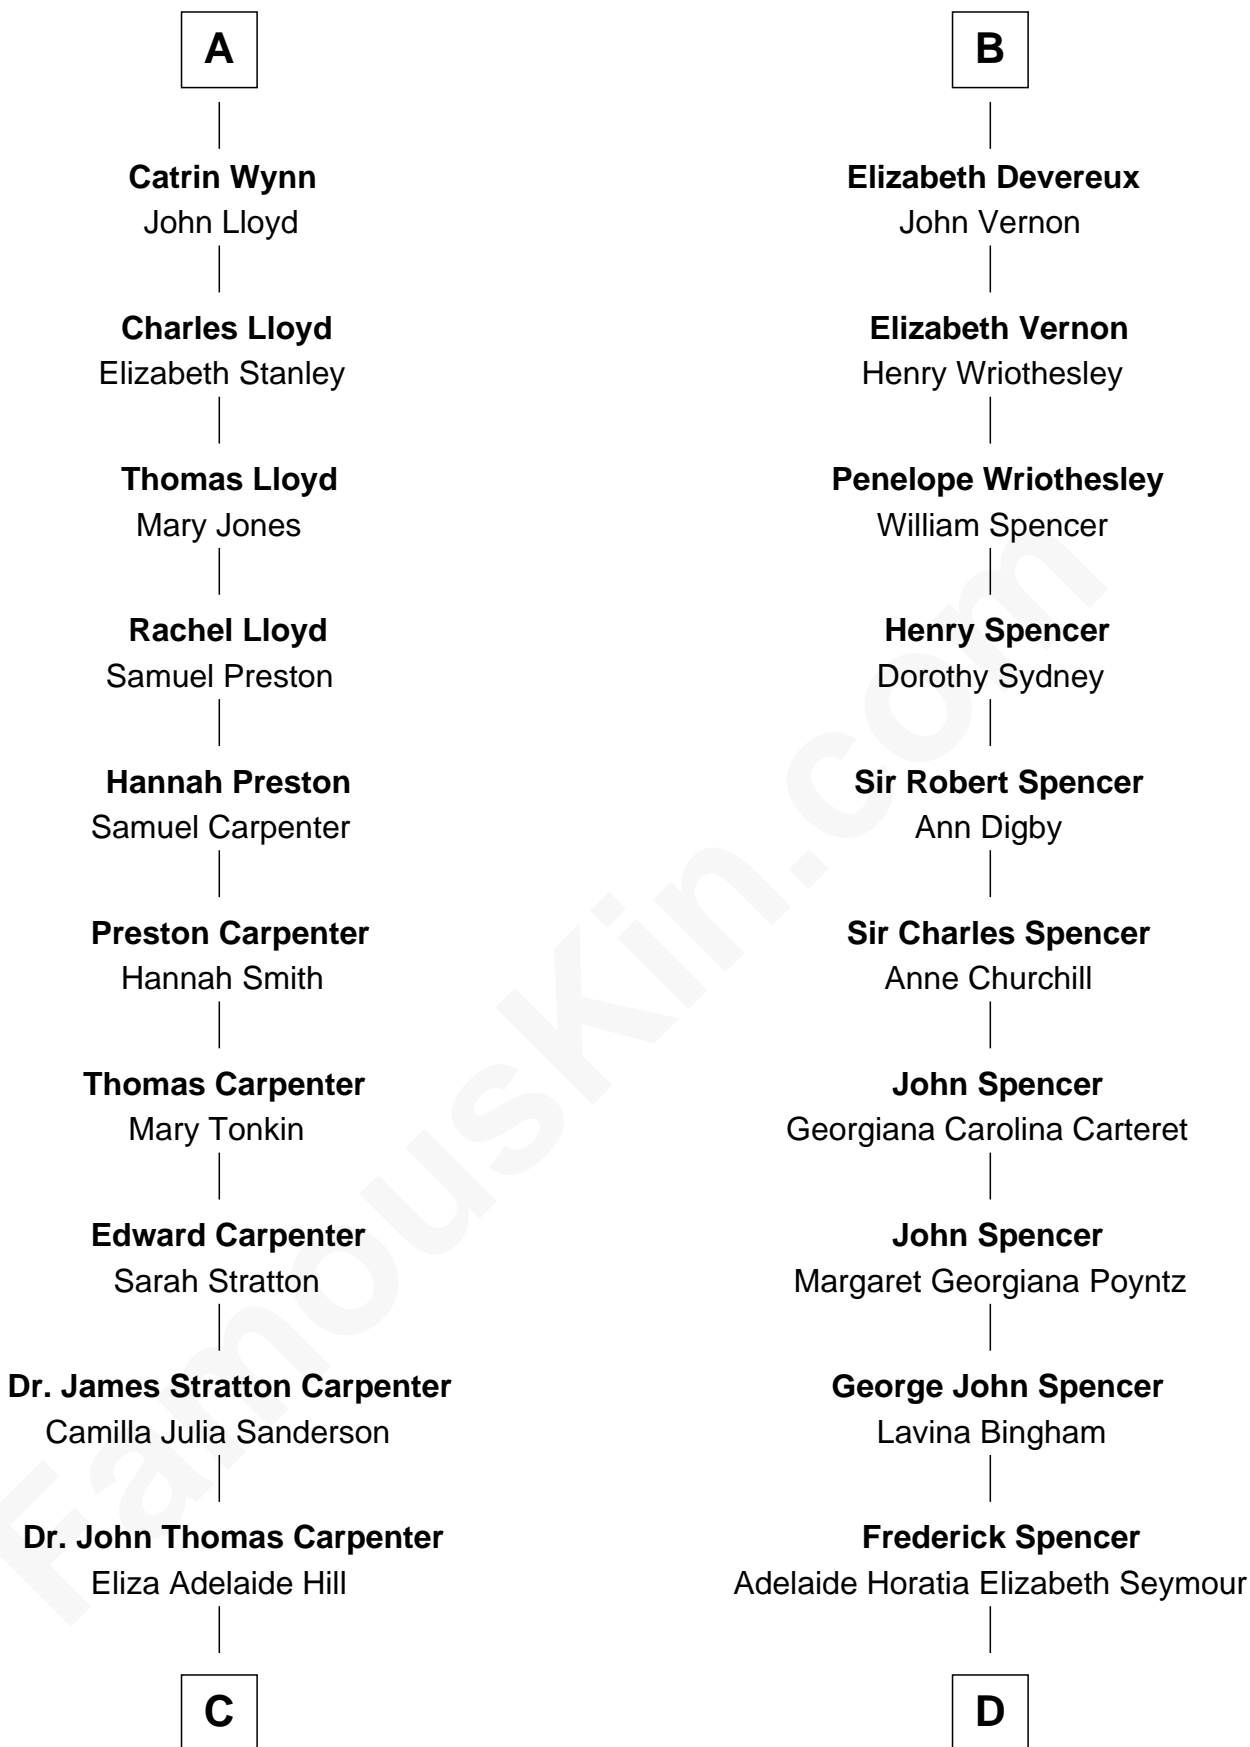 A
Catrin Wynn
John Lloyd
Charles Lloyd
Elizabeth Stanley
Thomas Lloyd
Mary Jones
Rachel Lloyd
Samuel Preston
Hannah Preston
Samuel Carpenter
Preston Carpenter
Hannah Smith
Thomas Carpenter
Mary Tonkin
Edward Carpenter
Sarah Stratton
Dr. James Stratton Carpenter
Camilla Julia Sanderson
Dr. John Thomas Carpenter
Eliza Adelaide Hill
C
B
Elizabeth Devereux
John Vernon
Elizabeth Vernon
Henry Wriothesley
Penelope Wriothesley
William Spencer
Henry Spencer
Dorothy Sydney
Sir Robert Spencer
Ann Digby
Sir Charles Spencer
Anne Churchill
John Spencer
Georgiana Carolina Carteret
John Spencer
Margaret Georgiana Poyntz
George John Spencer
Lavina Bingham
Frederick Spencer
Adelaide Horatia Elizabeth Seymour
D
FamousKin.com